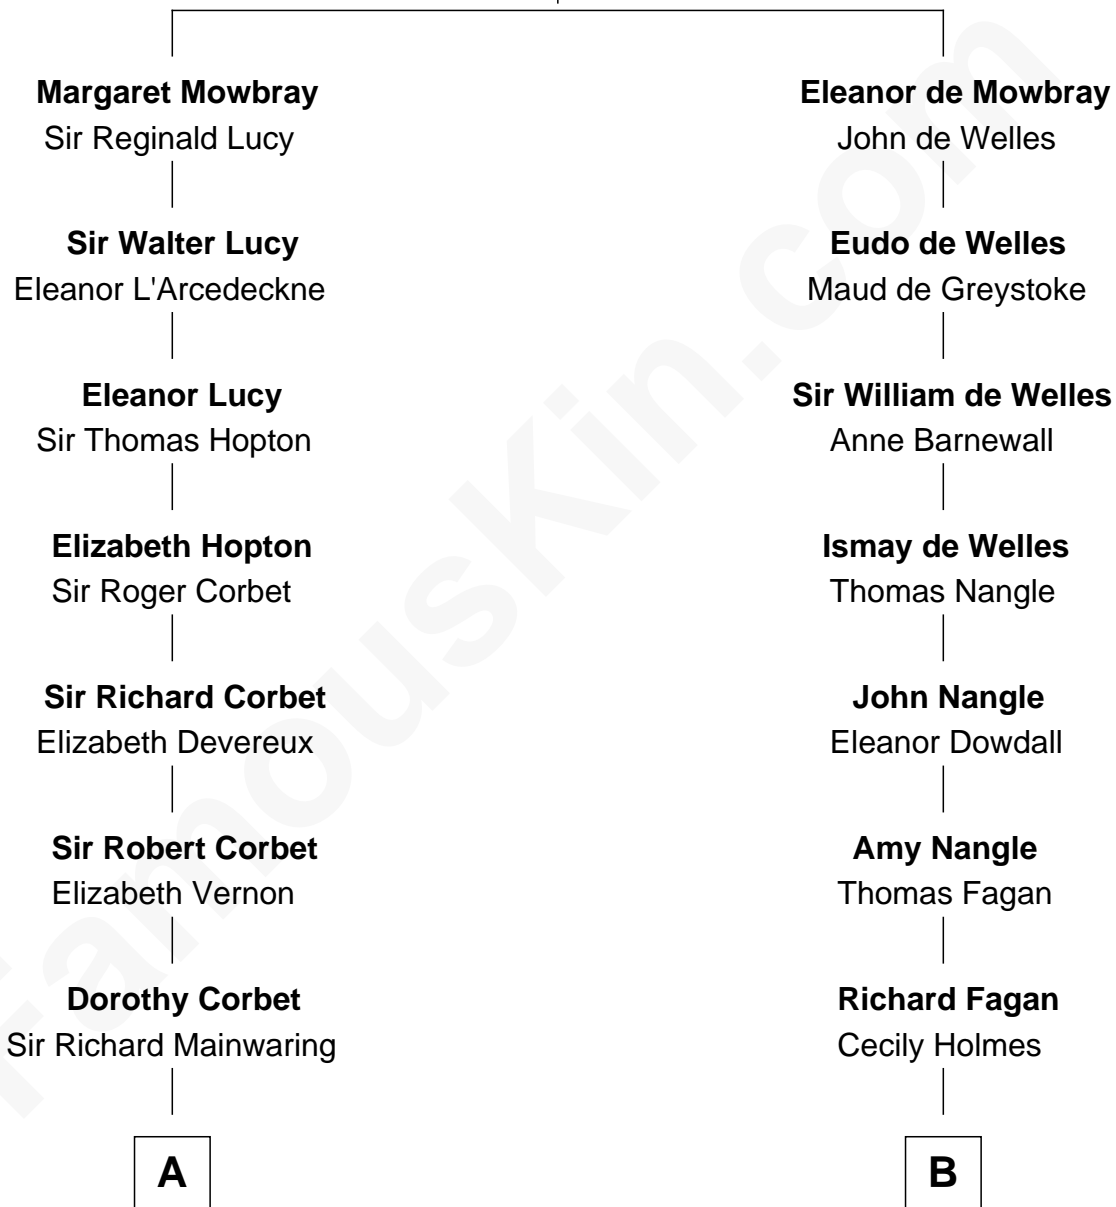 Margaret Mowbray
Sir Reginald Lucy
Sir Walter Lucy
Eleanor L'Arcedeckne
Eleanor Lucy
Sir Thomas Hopton
Elizabeth Hopton
Sir Roger Corbet
Sir Richard Corbet
Elizabeth Devereux
Sir Robert Corbet
Elizabeth Vernon
Dorothy Corbet
Sir Richard Mainwaring
A
Eleanor de Mowbray
John de Welles
Eudo de Welles
Maud de Greystoke
Sir William de Welles
Anne Barnewall
Ismay de Welles
Thomas Nangle
John Nangle
Eleanor Dowdall
Amy Nangle
Thomas Fagan
Richard Fagan
Cecily Holmes
B
FamousKin.com